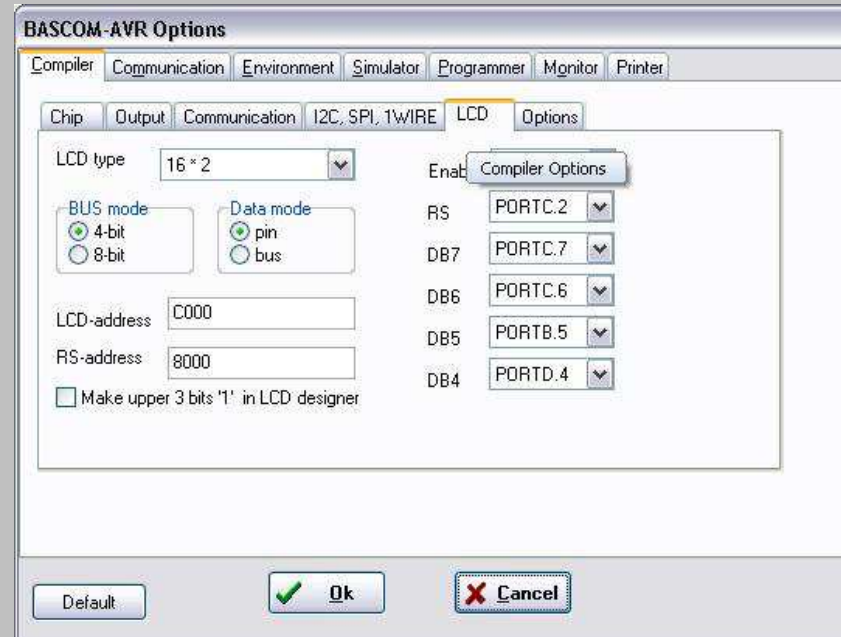 BASCOM-AVR Options
Compiler Communication Environment Simulator Programmer Monitor Printer
Chip Output Communication I2C, SPI, 1WIRE LCD Options
LCD type 16 * 2
Enab
Compiler Options
BUS mode
4-bit
8-bit
Data mode
pin
bus
LCD-address C000
RS-address 8000
Make upper 3 bits '1' in LCD designer
RS PORTC.2
DB7 PORTC.7
DB6 PORTC.6
DB5 PORTB.5
DB4 PORTD.4
Default Ok Cancel